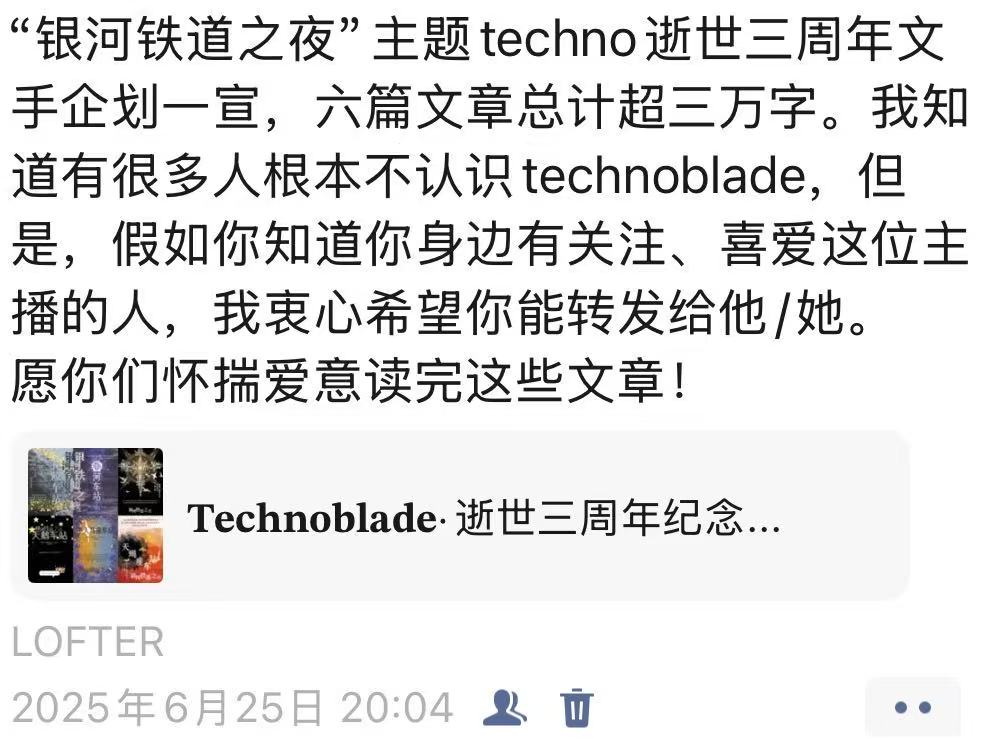 “银河铁道之夜”主题techno逝世三周年文
手企划一宣，六篇文章总计超三万字。我知
道有很多人根本不认识technoblade，但
是，假如你知道你身边有关注、喜爱这位主
播的人，我衷心希望你能转发给他/她。
愿你们怀揣爱意读完这些文章！
Technoblade·逝世三周年纪念...
LOFTER
2025年6月25日 20:04